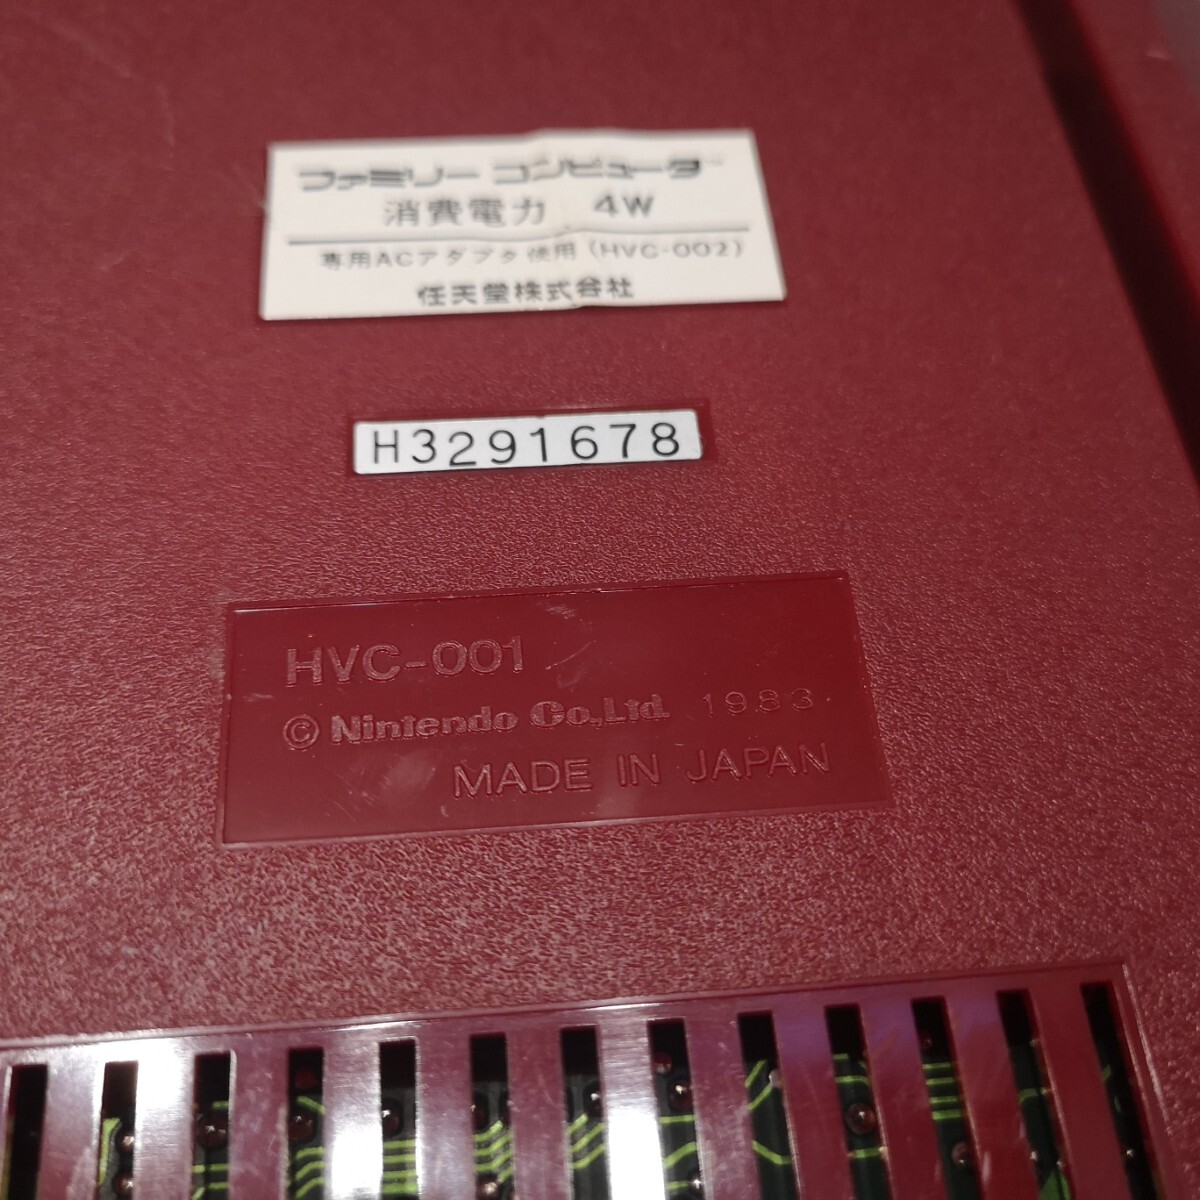 ファミリー コンピュータ™
消費電力 4W
専用ACアダプタ使用(HVC-002)
任天堂株式会社
H3291678
HVC-001
© Nintendo Co.,Ltd. 1983
MADE IN JAPAN